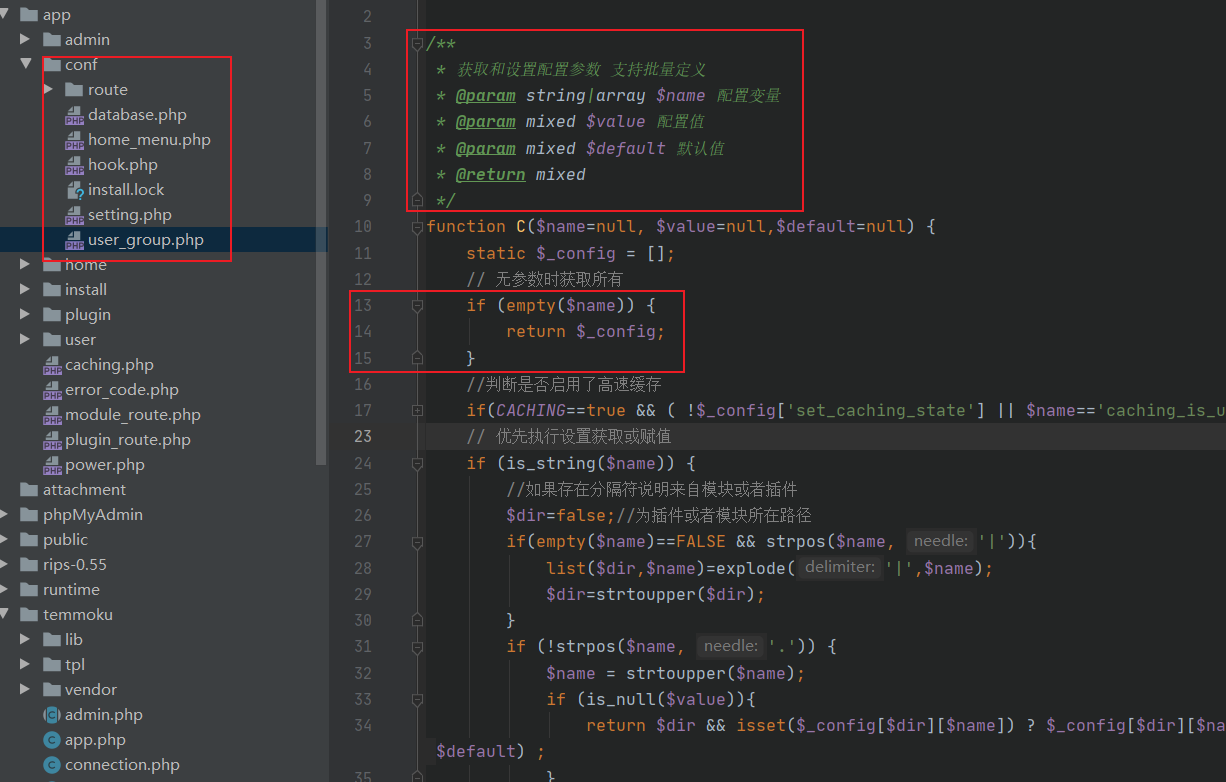 app
admin
conf
route
database.php
home_menu.php
hook.php
install.lock
setting.php
user_group.php
home
install
plugin
user
caching.php
error_code.php
module_route.php
plugin_route.php
power.php
attachment
phpMyAdmin
public
rips-0.55
runtime
temmoku
lib
tpl
vendor
admin.php
app.php
connection.php
2
3 /**
4 * 获取和设置配置参数 支持批量定义
5 * @param string|array $name 配置变量
6 * @param mixed $value 配置值
7 * @param mixed $default 默认值
8 * @return mixed
9 */
10 function C($name=null, $value=null,$default=null) {
11 static $_config = [];
12 // 无参数时获取所有
13 if (empty($name)) {
14 return $_config;
15 }
16 //判断是否启用了高速缓存
17 if(CACHING==true && ( !$_config['set_caching_state'] || $name=='caching_is_u
23 // 优先执行设置获取或赋值
24 if (is_string($name)) {
25 //如果存在分隔符说明来自模块或者插件
26 $dir=false;//为插件或者模块所在路径
27 if(empty($name)==FALSE && strpos($name, needle: '|')){
28 list($dir,$name)=explode( delimiter: '|',$name);
29 $dir=strtoupper($dir);
30 }
31 if (!strpos($name, needle: '.')) {
32 $name = strtoupper($name);
33 if (is_null($value)){
34 return $dir && isset($_config[$dir][$name]) ? $_config[$dir][$na
$default) ;
35 }